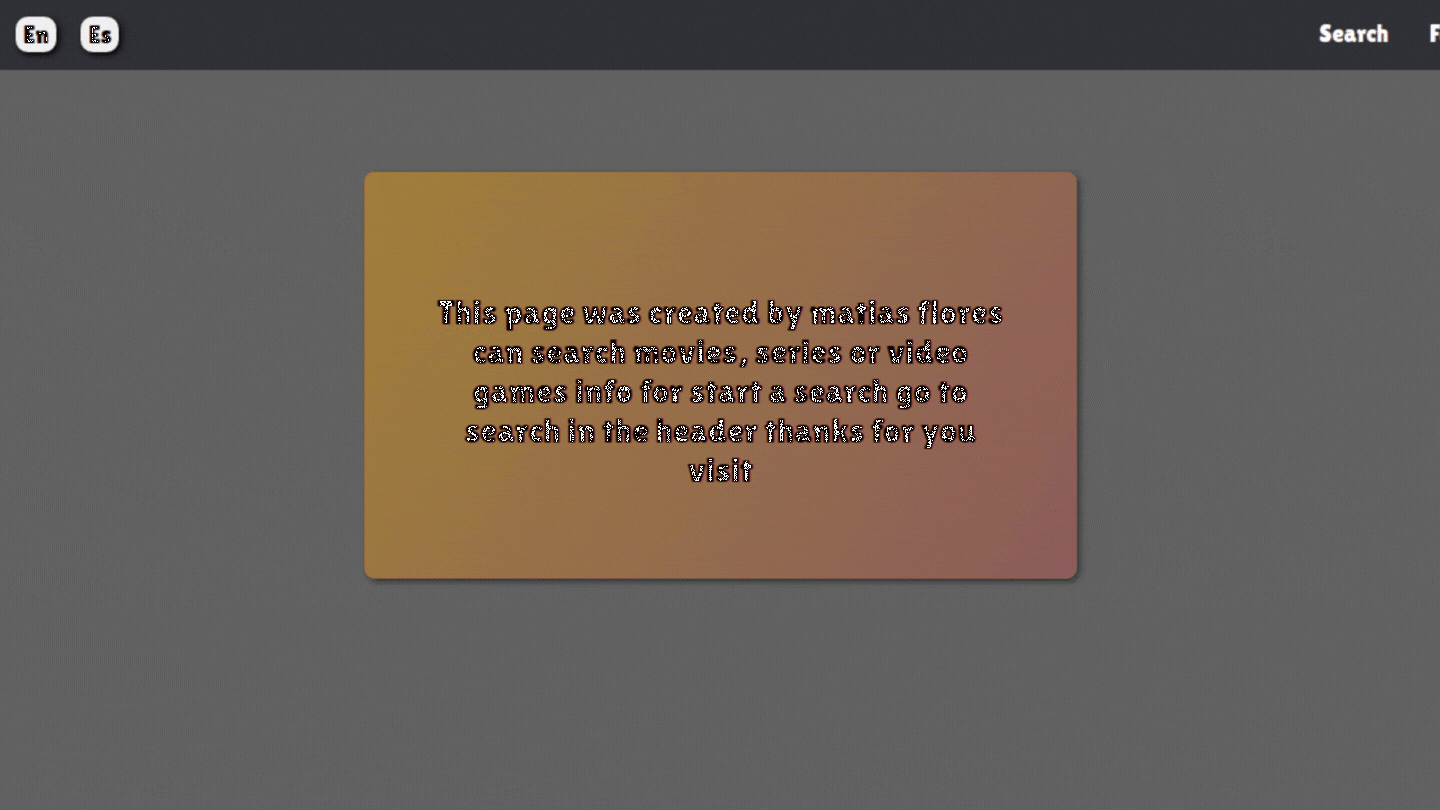 En Es Search F
This page was created by matias flores
can search movies, series or video
games info for start a search go to
search in the header thanks for you
visit